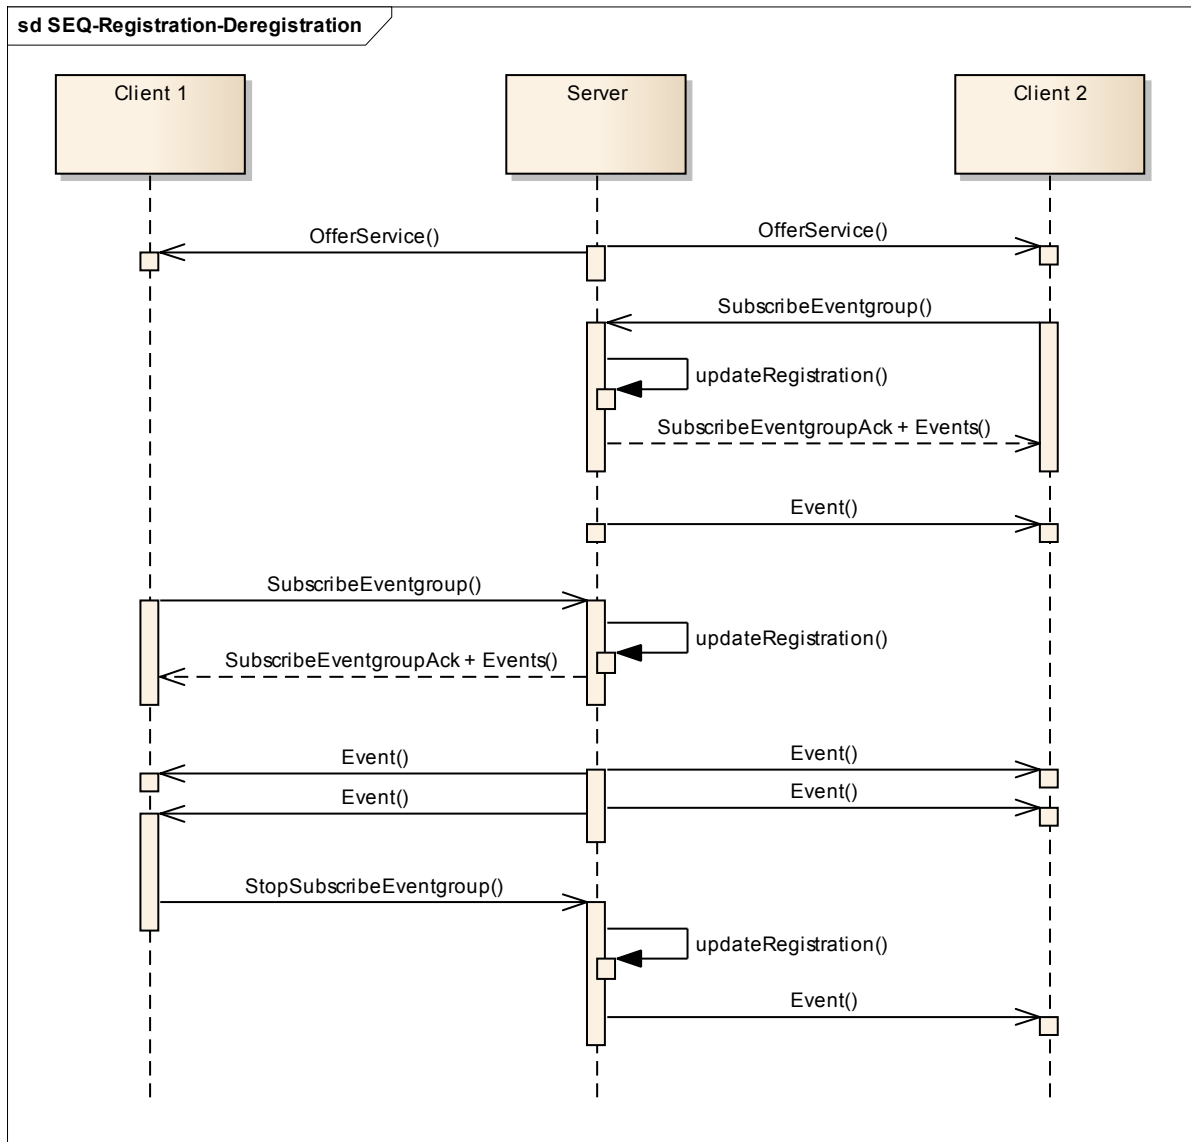 sd SEQ-Registration-Deregistration
Client 1
Server
Client 2
OfferService()
OfferService()
SubscribeEventgroup()
updateRegistration()
SubscribeEventgroupAck + Events()
Event()
SubscribeEventgroup()
updateRegistration()
SubscribeEventgroupAck + Events()
Event()
Event()
Event()
Event()
StopSubscribeEventgroup()
updateRegistration()
Event()